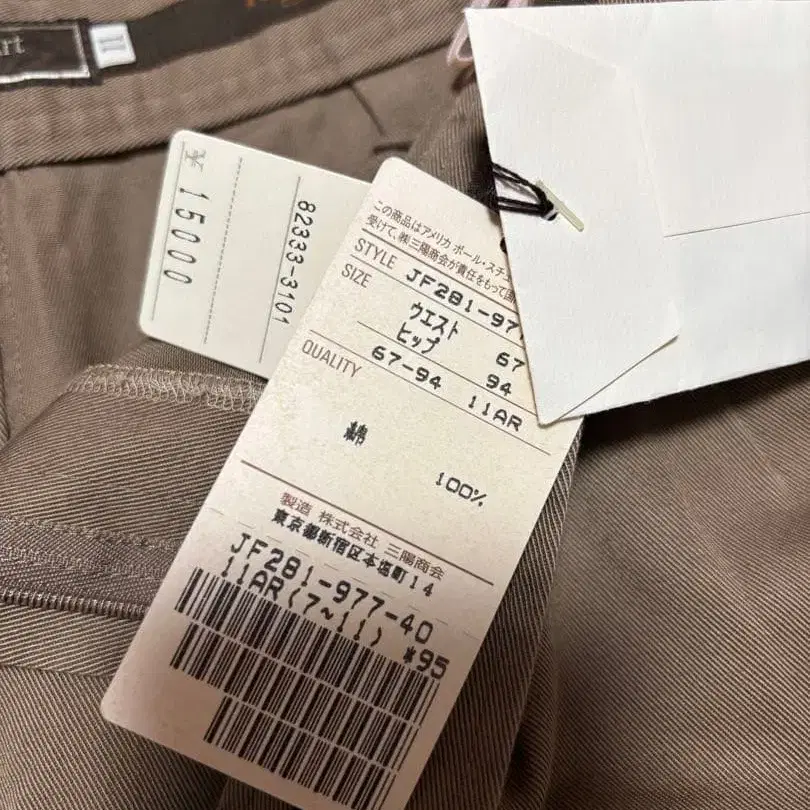 11
¥ 15000
82333-3101
この商品はアメリカ ポール・スチュ
受けて、㈱三陽商会が責任をもって
STYLE JF281-97
SIZE ウエスト 67
ヒップ 94
67-94 11AR
QUALITY
綿 100%
製造 株式会社 三陽商会
東京都新宿区本塩町14
JF281-977-40
11AR(7~11) *95